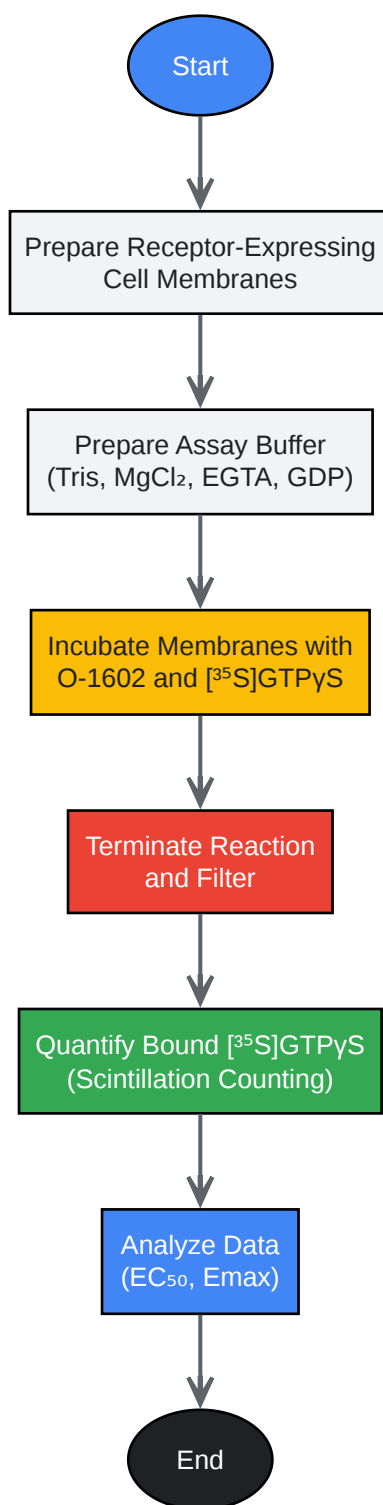 Start
Prepare Receptor-Expressing
Cell Membranes
Prepare Assay Buffer
(Tris, MgCl₂, EGTA, GDP)
Incubate Membranes with
O-1602 and [³⁵S]GTPγS
Terminate Reaction
and Filter
Quantify Bound [³⁵S]GTPγS
(Scintillation Counting)
Analyze Data
(EC₅₀, Emax)
End